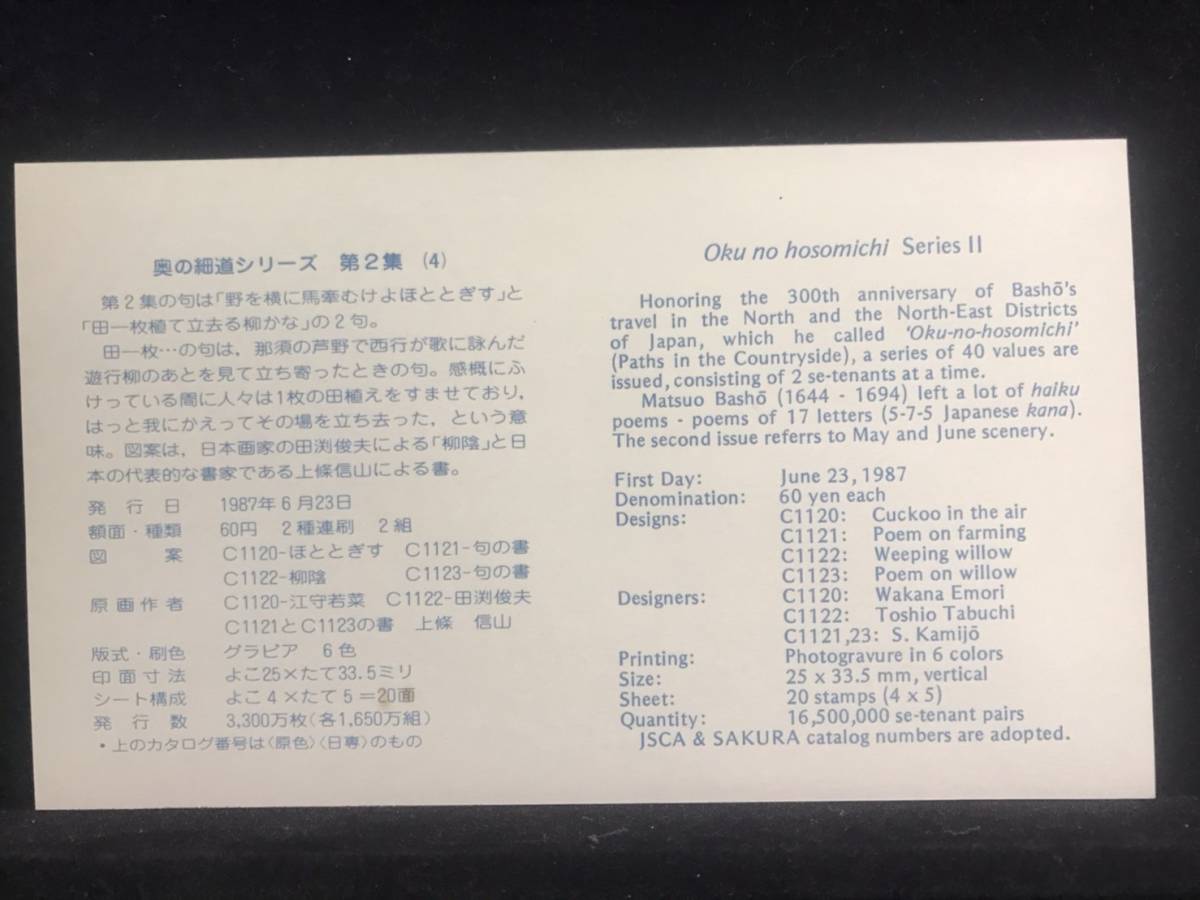 奥の細道シリーズ 第2集 (4)
第2集の句は「野を横に馬牽むけよほととぎす」と
「田一枚植て立去る柳かな」の2句。
田一枚…の句は，那須の芦野で西行が歌に詠んだ
遊行柳のあとを見て立ち寄ったときの句。感概にふ
けっている間に人々は1枚の田植えをすませており，
はっと我にかえってその場を立ち去った，という意
味。図案は，日本画家の田渕俊夫による「柳陰」と日
本の代表的な書家である上條信山による書。
発行日 1987年6月23日
額面・種類 60円 2種連刷 2組
図案 C1120-ほととぎす C1121-句の書
C1122-柳陰 C1123-句の書
原画作者 C1120-江守若菜 C1122-田渕俊夫
C1121とC1123の書 上條 信山
版式・刷色 グラビア 6色
印面寸法 よこ25×たて33.5ミリ
シート構成 よこ4×たて5＝20面
発行数 3,300万枚(各1,650万組)
・上のカタログ番号は〈原色〉〈日専〉のもの
Oku no hosomichi Series II
Honoring the 300th anniversary of Bashō's
travel in the North and the North-East Districts
of Japan, which he called 'Oku-no-hosomichi'
(Paths in the Countryside), a series of 40 values are
issued, consisting of 2 se-tenants at a time.
Matsuo Bashō (1644 - 1694) left a lot of haiku
poems - poems of 17 letters (5-7-5 Japanese kana).
The second issue referrs to May and June scenery.
First Day: June 23, 1987
Denomination: 60 yen each
Designs: C1120: Cuckoo in the air
C1121: Poem on farming
C1122: Weeping willow
C1123: Poem on willow
Designers: C1120: Wakana Emori
C1122: Toshio Tabuchi
C1121,23: S. Kamijō
Printing: Photogravure in 6 colors
Size: 25 x 33.5 mm, vertical
Sheet: 20 stamps (4 x 5)
Quantity: 16,500,000 se-tenant pairs
JSCA & SAKURA catalog numbers are adopted.